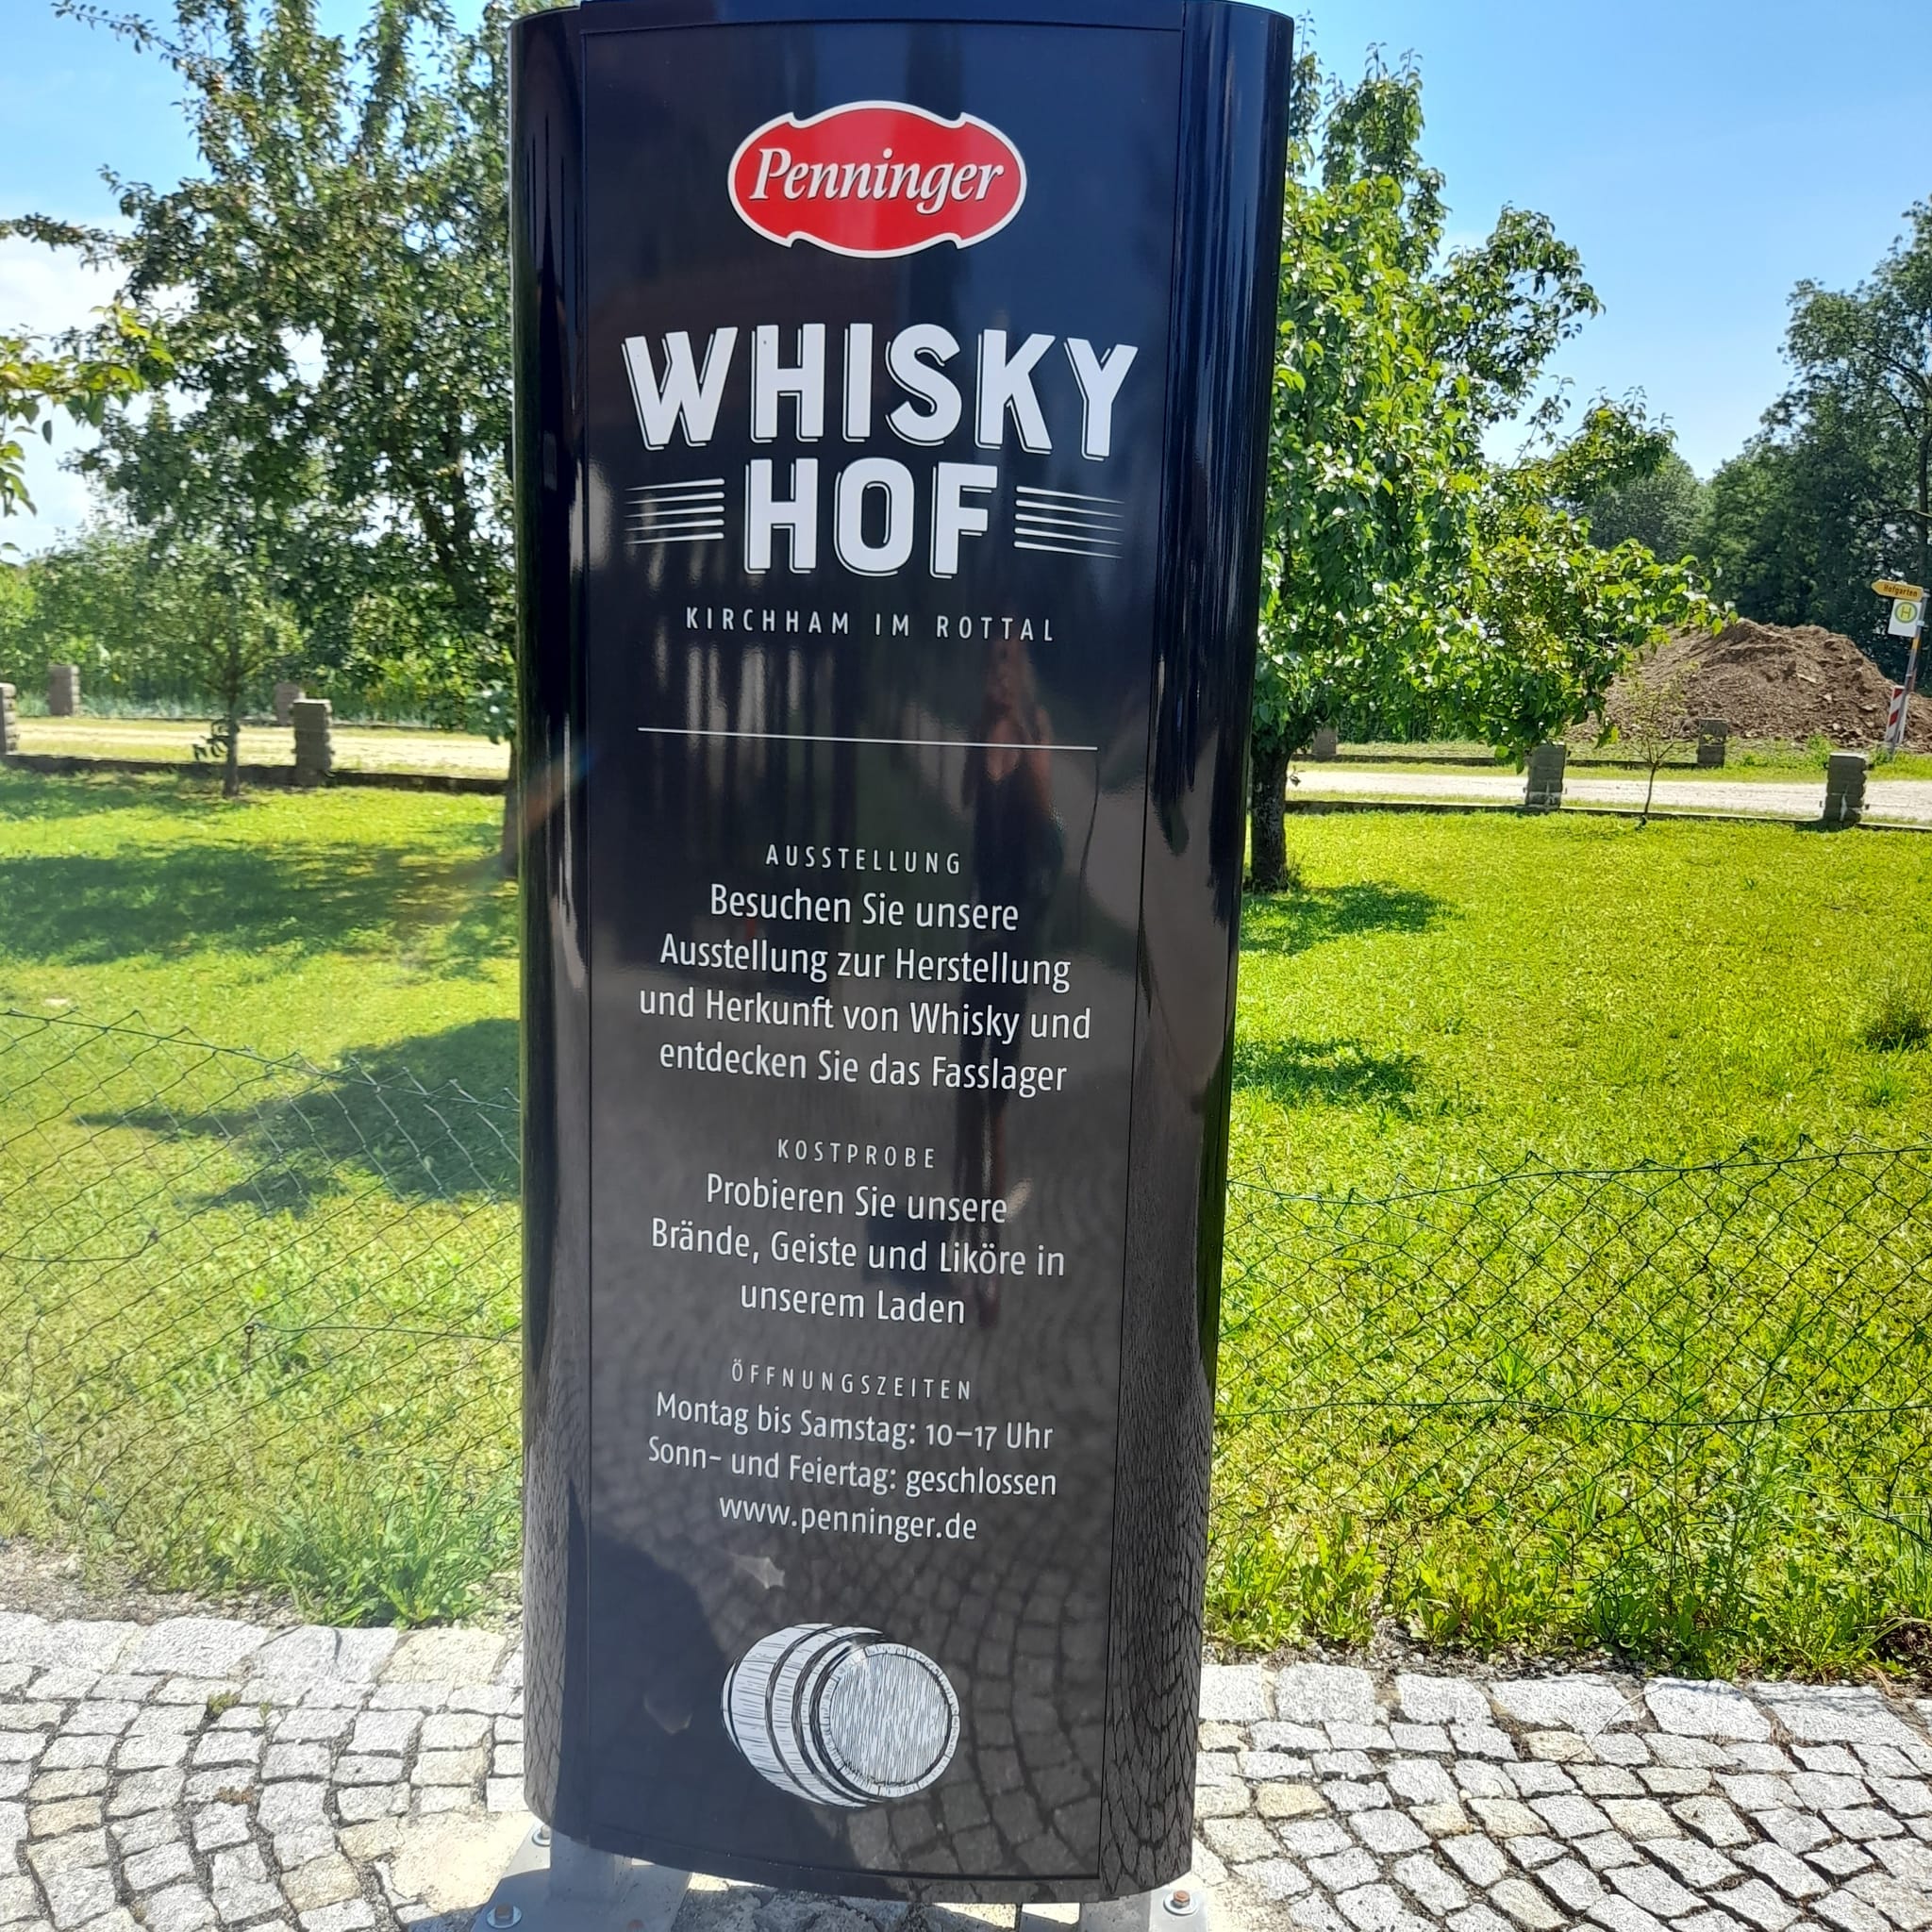 Penninger
WHISKY
HOF
KIRCHHAM IM ROTTAL
AUSSTELLUNG
Besuchen Sie unsere
Ausstellung zur Herstellung
und Herkunft von Whisky und
entdecken Sie das Fasslager
KOSTPROBE
Probieren Sie unsere
Brände, Geiste und Liköre in
unserem Laden
ÖFFNUNGSZEITEN
Montag bis Samstag: 10–17 Uhr
Sonn- und Feiertag: geschlossen
www.penninger.de
Hofgarten
H